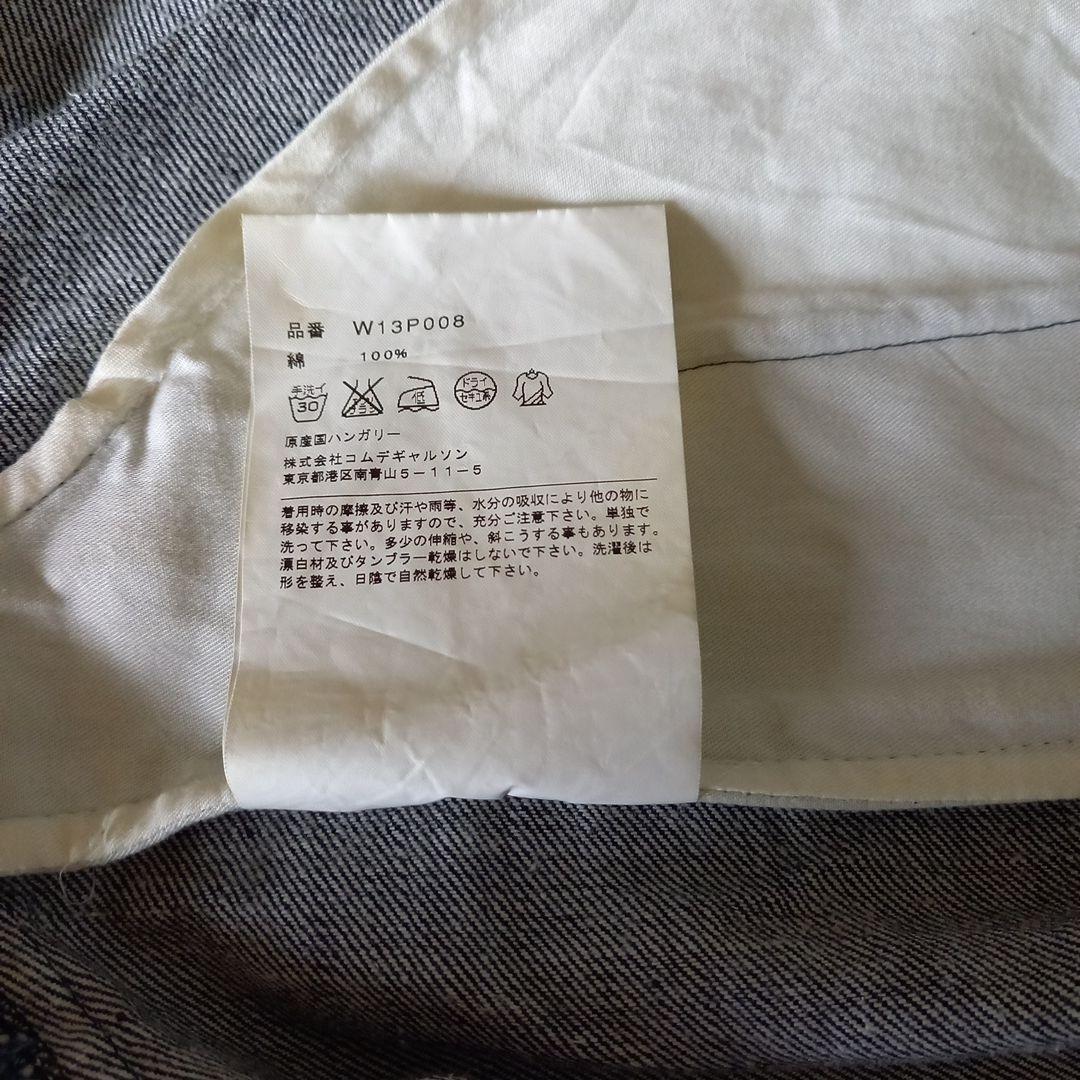 品番 W13P008
綿 100%
手洗イ 30 エンソサラシ 低 ドライ セキユ系
原産国ハンガリー
株式会社コムデギャルソン
東京都港区南青山5-11-5
着用時の摩擦及び汗や雨等、水分の吸収により他の物に
移染する事がありますので、充分ご注意下さい。単独で
洗って下さい。多少の伸縮や、斜こうする事もあります。
漂白材及びタンブラー乾燥はしないで下さい。洗濯後は
形を整え、日陰で自然乾燥して下さい。